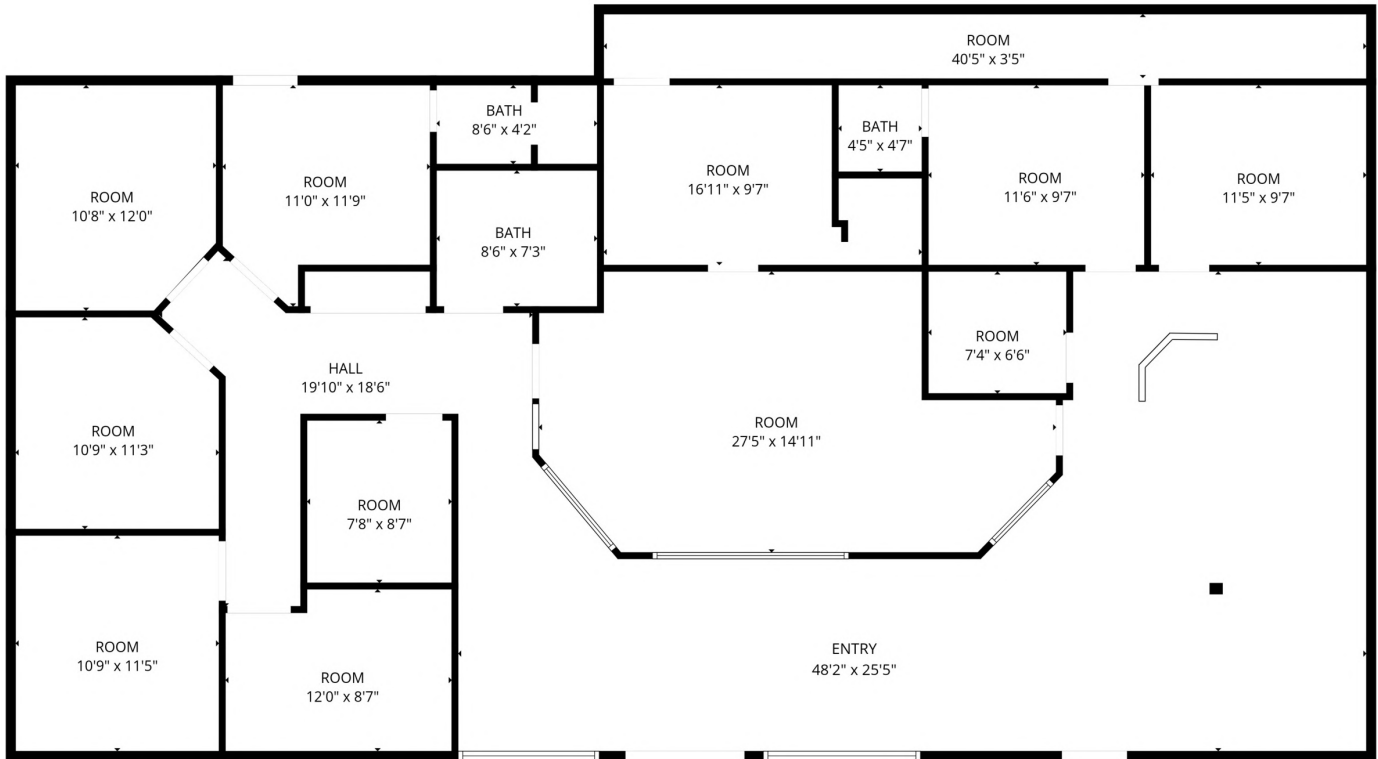 ROOM
40'5" x 3'5"
BATH
8'6" x 4'2"
BATH
4'5" x 4'7"
ROOM
10'8" x 12'0"
ROOM
11'0" x 11'9"
ROOM
16'11" x 9'7"
ROOM
11'6" x 9'7"
ROOM
11'5" x 9'7"
BATH
8'6" x 7'3"
ROOM
7'4" x 6'6"
HALL
19'10" x 18'6"
ROOM
27'5" x 14'11"
ROOM
10'9" x 11'3"
ROOM
7'8" x 8'7"
ROOM
10'9" x 11'5"
ROOM
12'0" x 8'7"
ENTRY
48'2" x 25'5"